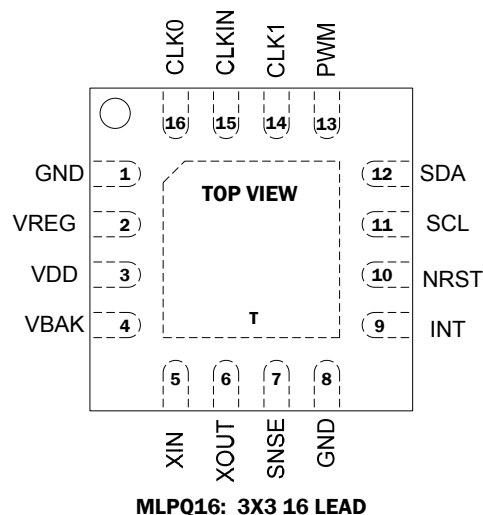 CLK0
CLKIN
CLK1
PWM
16
15
14
13
GND 1
12 SDA
TOP VIEW
VREG 2
11 SCL
VDD 3
10 NRST
VBAK 4
T
9 INT
5
6
7
8
XIN
XOUT
SNSE
GND
MLPQ16: 3X3 16 LEAD